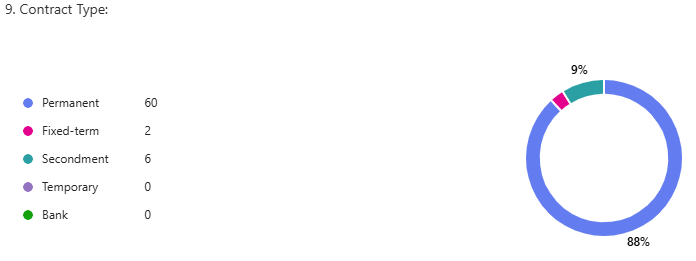 9. Contract Type:
9%
Permanent 60
Fixed-term 2
Secondment 6
Temporary 0
Bank 0
88%